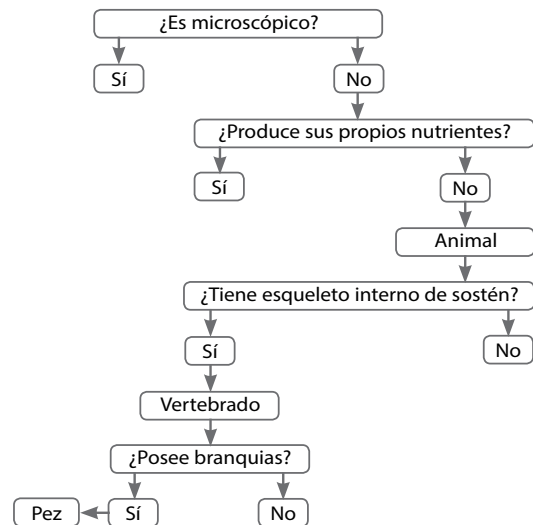 ¿Es microscópico?
Sí
No
¿Produce sus propios nutrientes?
Sí
No
Animal
¿Tiene esqueleto interno de sostén?
Sí
No
Vertebrado
¿Posee branquias?
Pez
Sí
No